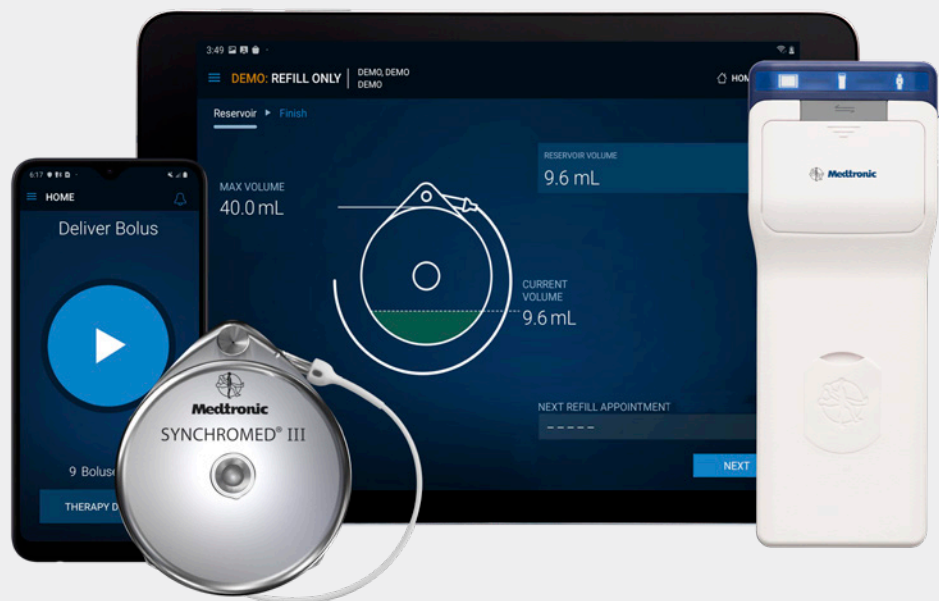 3:49
DEMO: REFILL ONLY
DEMO, DEMO
DEMO
Reservoir ▸ Finish
MAX VOLUME
40.0 mL
RESERVOIR VOLUME
9.6 mL
CURRENT
VOLUME
9.6 mL
NEXT REFILL APPOINTMENT
-----
NEXT
6:17
HOME
Deliver Bolus
9
THERAPY
Medtronic
SYNCHROMED® III
Medtronic